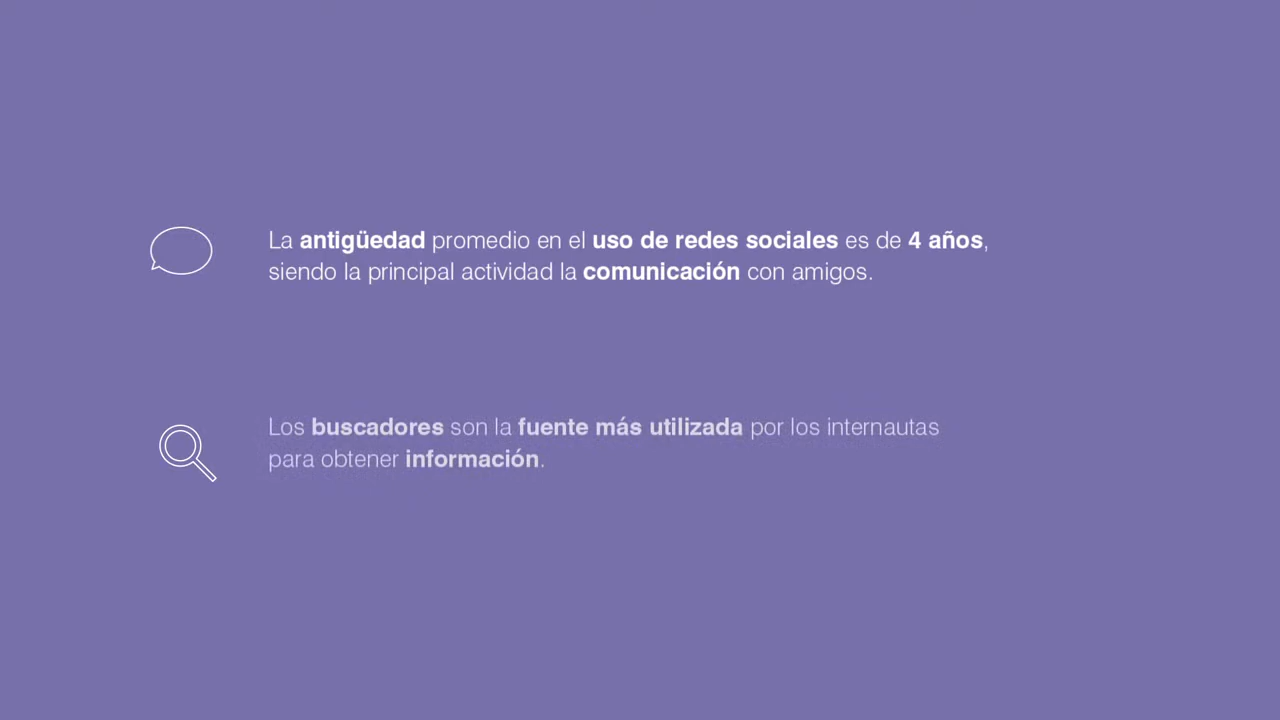 La antigüedad promedio en el uso de redes sociales es de 4 años,
siendo la principal actividad la comunicación con amigos.
Los buscadores son la fuente más utilizada por los internautas
para obtener información.